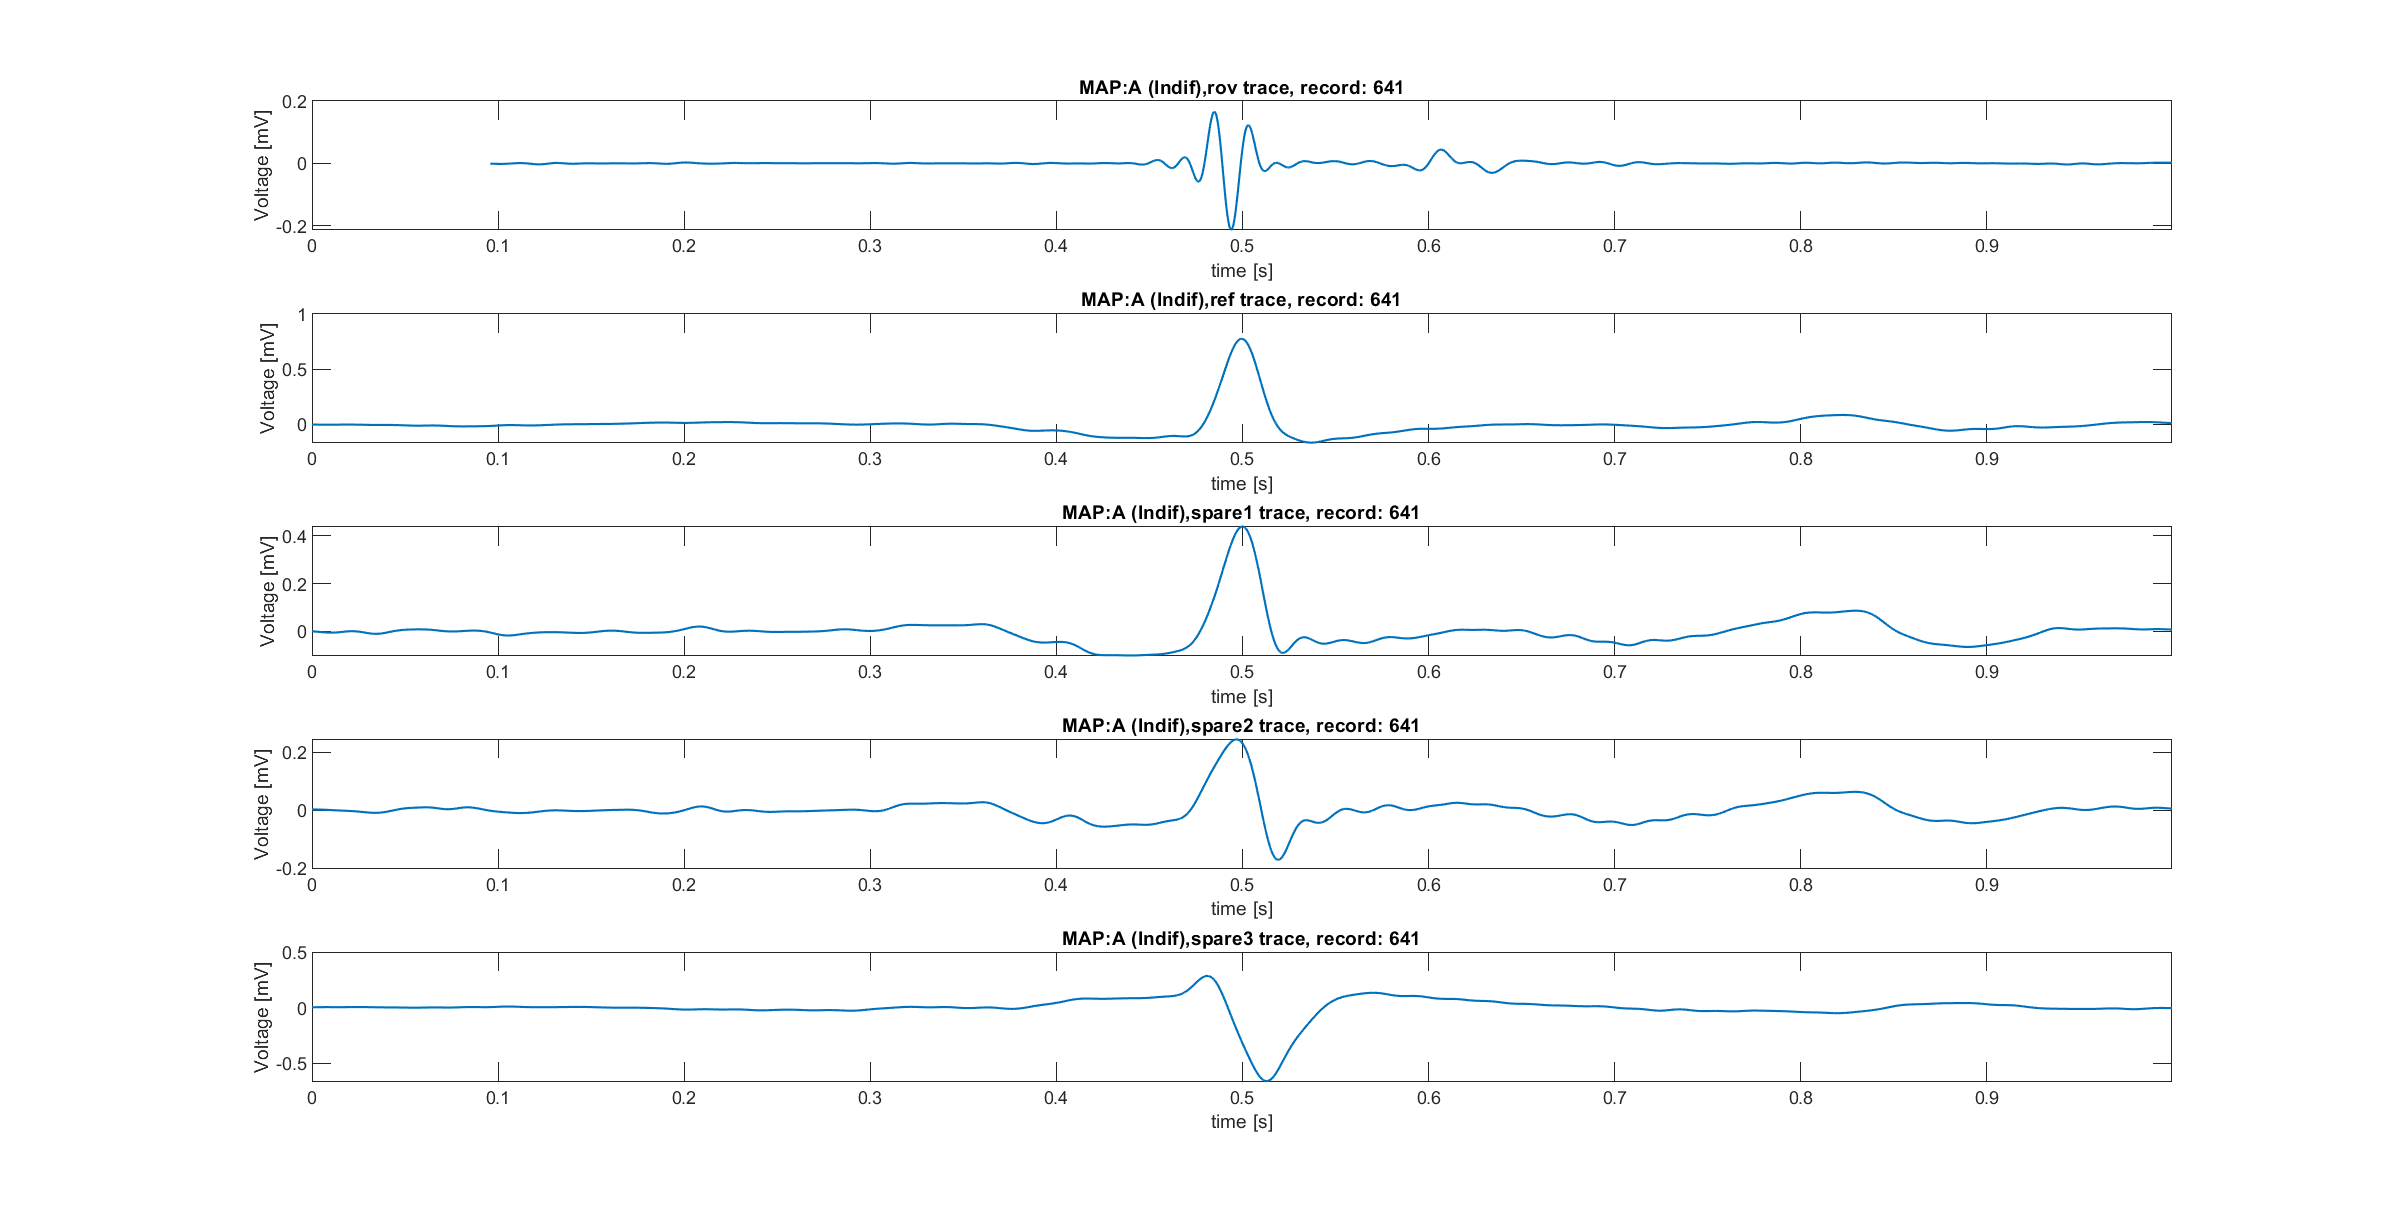 MAP:A (Indif),rov trace, record: 641
Voltage [mV]
0.2
0
-0.2
0 0.1 0.2 0.3 0.4 0.5 0.6 0.7 0.8 0.9
time [s]
MAP:A (Indif),ref trace, record: 641
Voltage [mV]
1
0.5
0
0 0.1 0.2 0.3 0.4 0.5 0.6 0.7 0.8 0.9
time [s]
MAP:A (Indif),spare1 trace, record: 641
Voltage [mV]
0.4
0.2
0
0 0.1 0.2 0.3 0.4 0.5 0.6 0.7 0.8 0.9
time [s]
MAP:A (Indif),spare2 trace, record: 641
Voltage [mV]
0.2
0
-0.2
0 0.1 0.2 0.3 0.4 0.5 0.6 0.7 0.8 0.9
time [s]
MAP:A (Indif),spare3 trace, record: 641
Voltage [mV]
0.5
0
-0.5
0 0.1 0.2 0.3 0.4 0.5 0.6 0.7 0.8 0.9
time [s]